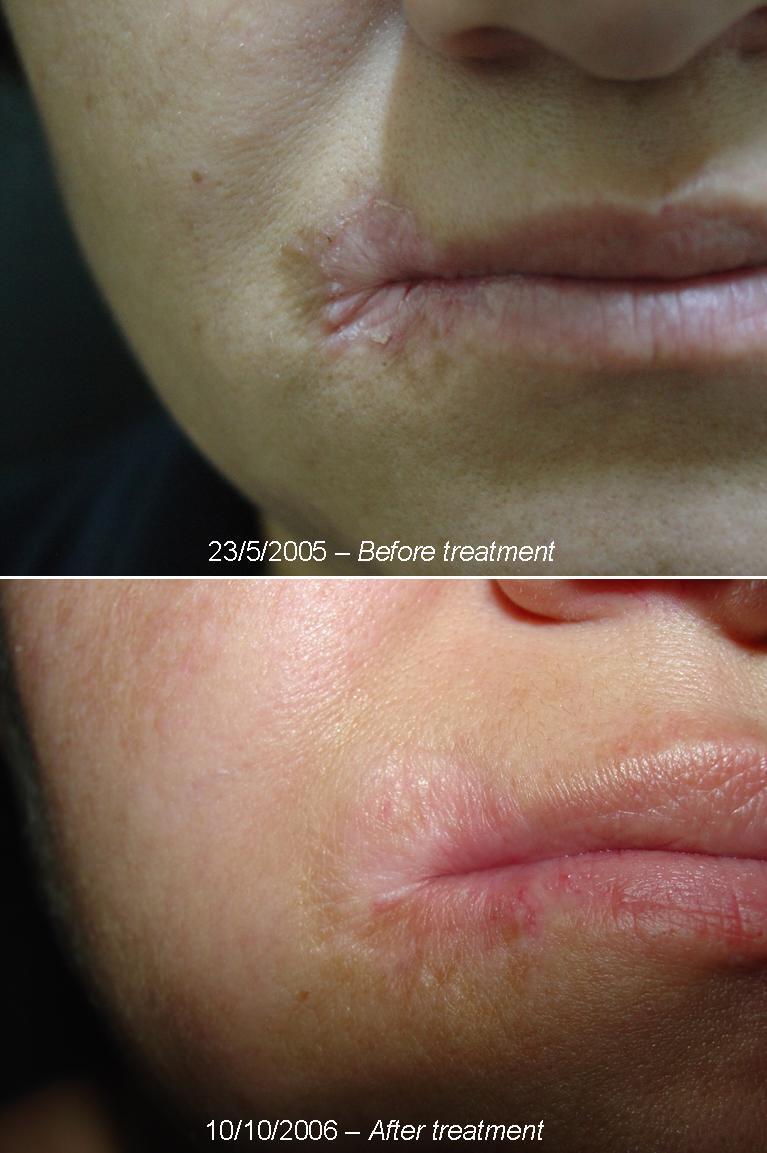 23/5/2005 – Before treatment
10/10/2006 – After treatment